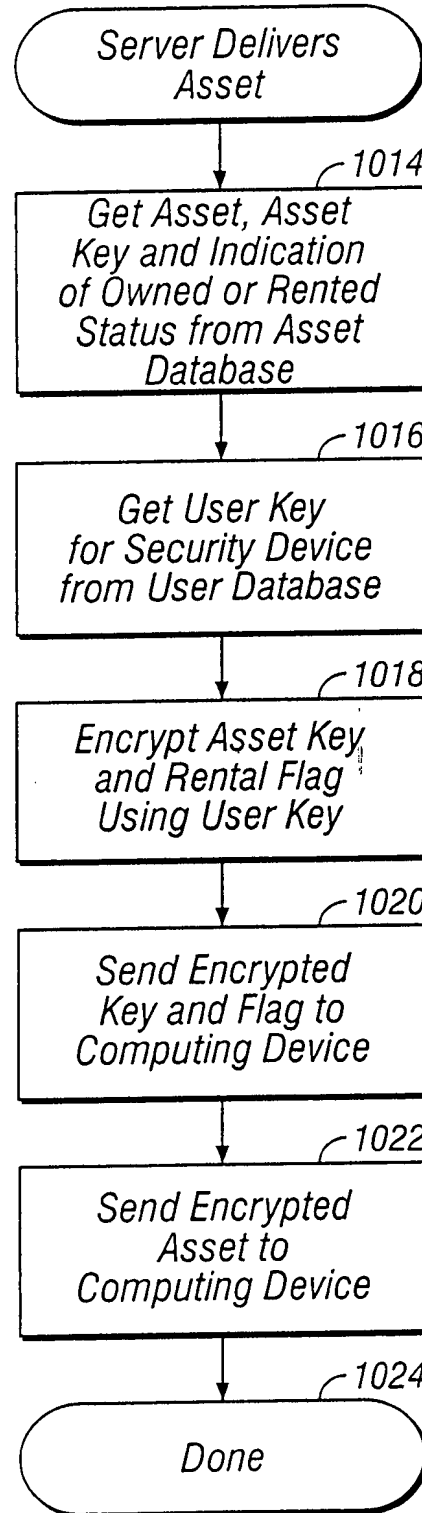 Server Delivers
Asset
1014
Get Asset, Asset
Key and Indication
of Owned or Rented
Status from Asset
Database
1016
Get User Key
for Security Device
from User Database
1018
Encrypt Asset Key
and Rental Flag
Using User Key
1020
Send Encrypted
Key and Flag to
Computing Device
1022
Send Encrypted
Asset to
Computing Device
1024
Done